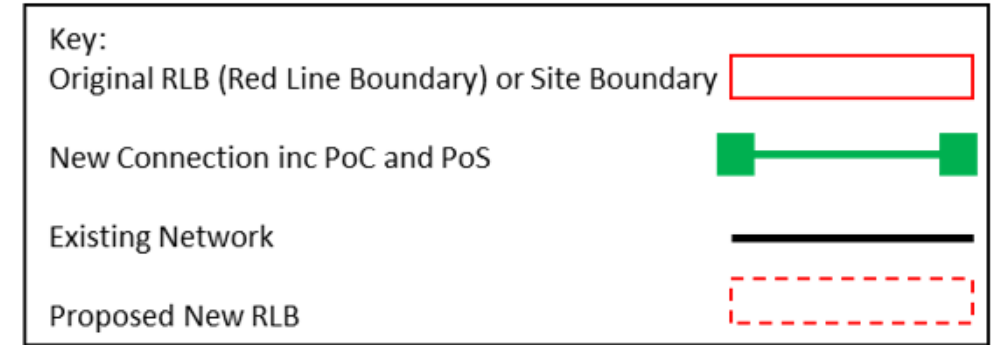 Key:
Original RLB (Red Line Boundary) or Site Boundary
New Connection inc PoC and PoS
Existing Network
Proposed New RLB